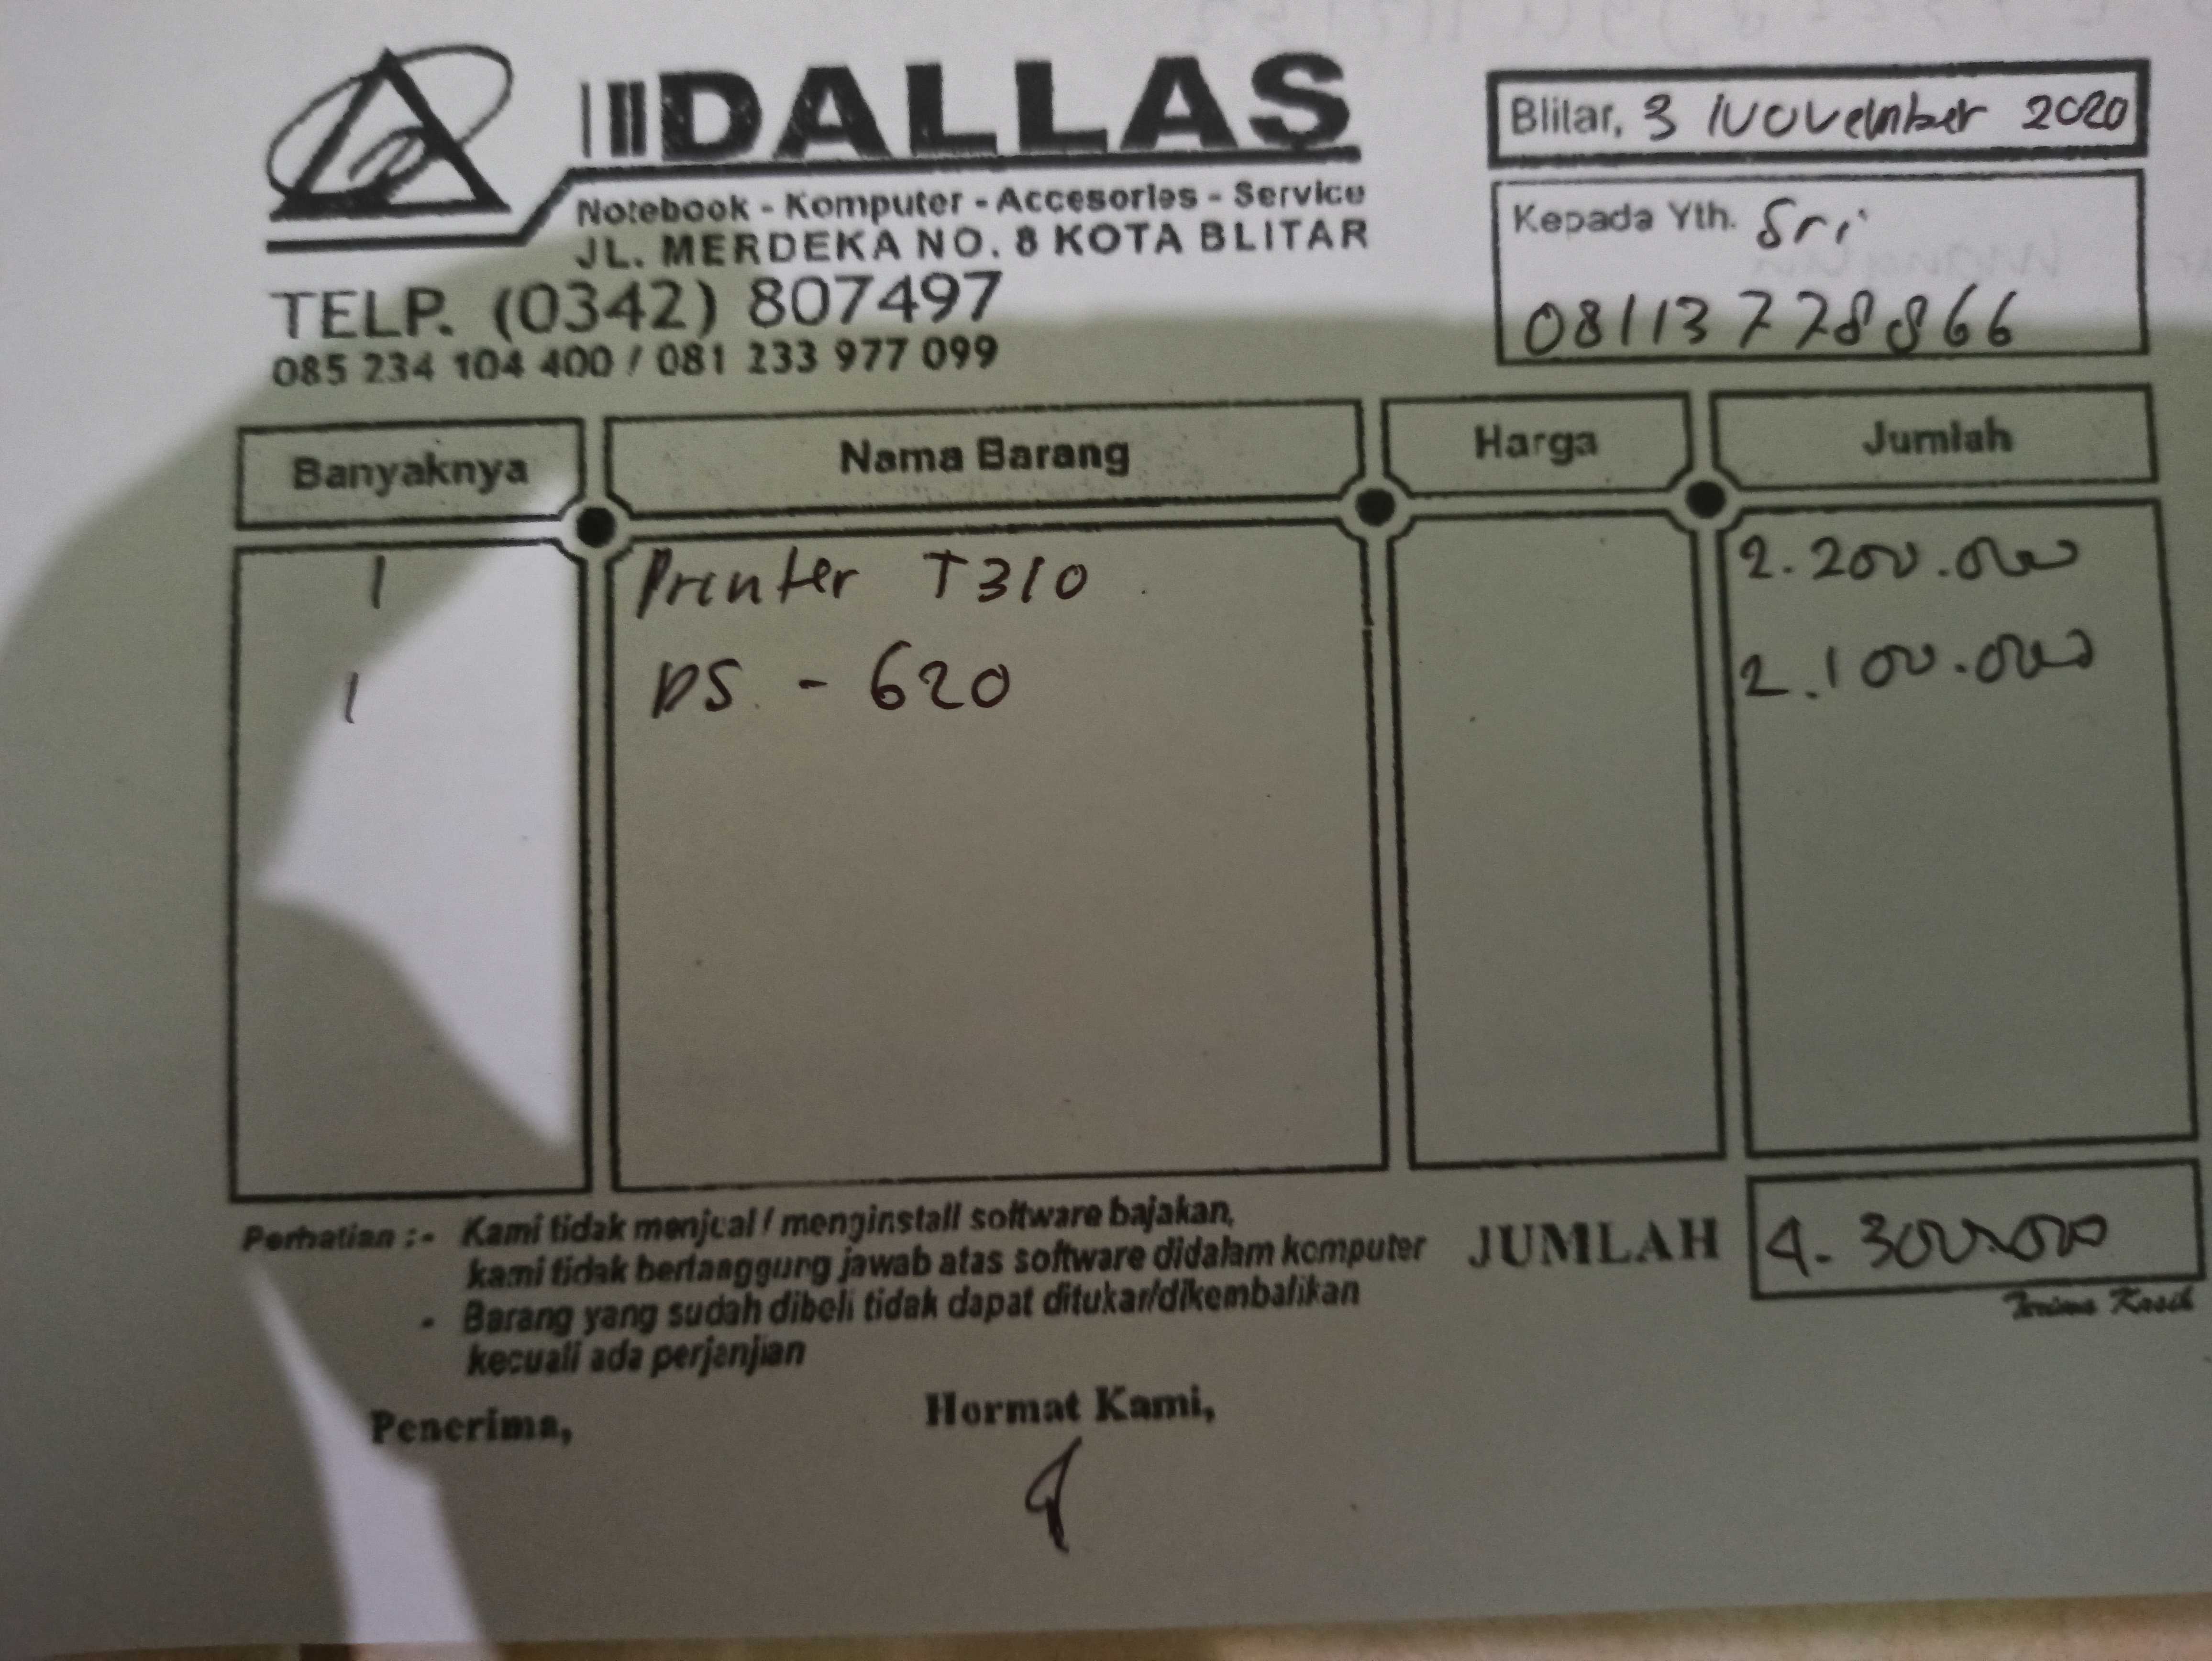 DALLAS
Notebook - Komputer - Accesories - Service
JL. MERDEKA NO. 8 KOTA BLITAR
TELP. (0342) 807497
085 234 104 400 / 081 233 977 099
Blitar, 3 November 2020
Kepada Yth. Sri
08113778866
Banyaknya Nama Barang Harga Jumlah
1 Printer T310 2.200.000
1 DS - 620 2.100.000
Perhatian :- Kami tidak menjual / menginstall software bajakan,
kami tidak bertanggung jawab atas software didalam komputer
- Barang yang sudah dibeli tidak dapat ditukar/dikembalikan
kecuali ada perjanjian
JUMLAH 4.300.000
Terima Kasih
Penerima, Hormat Kami,